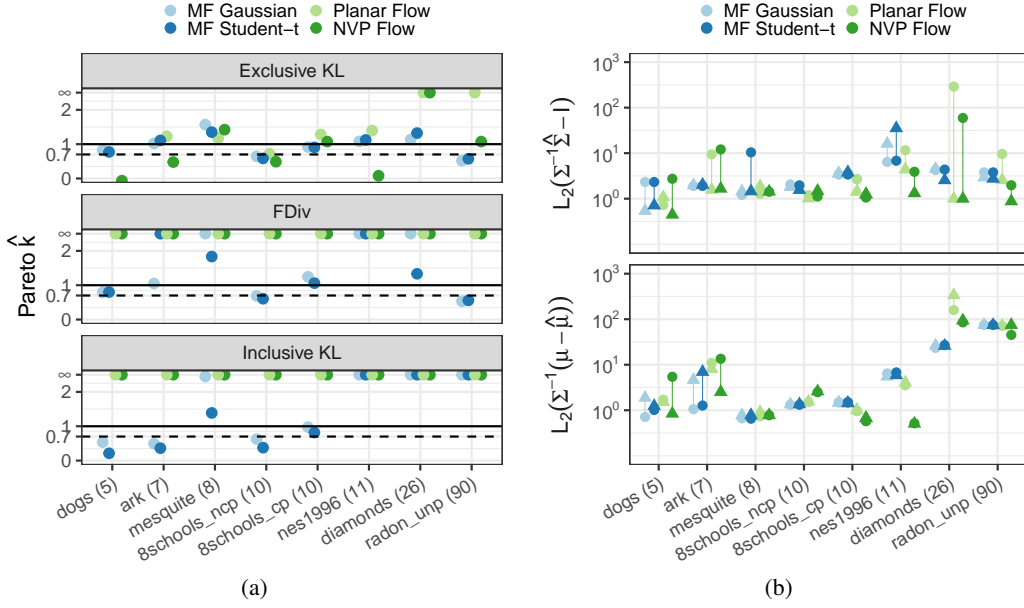 MF Gaussian Planar Flow
MF Student−t NVP Flow
Pareto k̂
Exclusive KL
∞
2
1
0.7
0
FDiv
∞
2
1
0.7
0
Inclusive KL
∞
2
1
0.7
0
dogs (5)
ark (7)
mesquite (8)
8schools_ncp (10)
8schools_cp (10)
nes1996 (11)
diamonds (26)
radon_unp (90)
(a)
MF Gaussian Planar Flow
MF Student−t NVP Flow
L₂(Σ⁻¹Σ̂ − I)
10³
10²
10¹
10⁰
L₂(Σ⁻¹(μ − μ̂))
10³
10²
10¹
10⁰
dogs (5)
ark (7)
mesquite (8)
8schools_ncp (10)
8schools_cp (10)
nes1996 (11)
diamonds (26)
radon_unp (90)
(b)